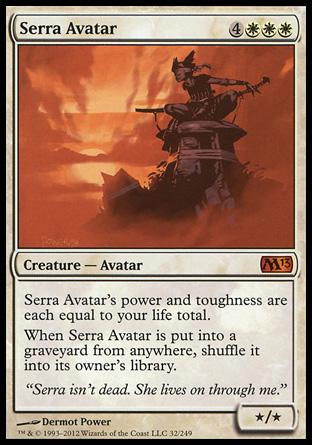 Serra Avatar 4
Creature — Avatar M13
Serra Avatar's power and toughness are
each equal to your life total.
When Serra Avatar is put into a
graveyard from anywhere, shuffle it
into its owner's library.
"Serra isn't dead. She lives on through me."
Dermot Power
™ & © 1993–2012 Wizards of the Coast LLC 32/249
*/*